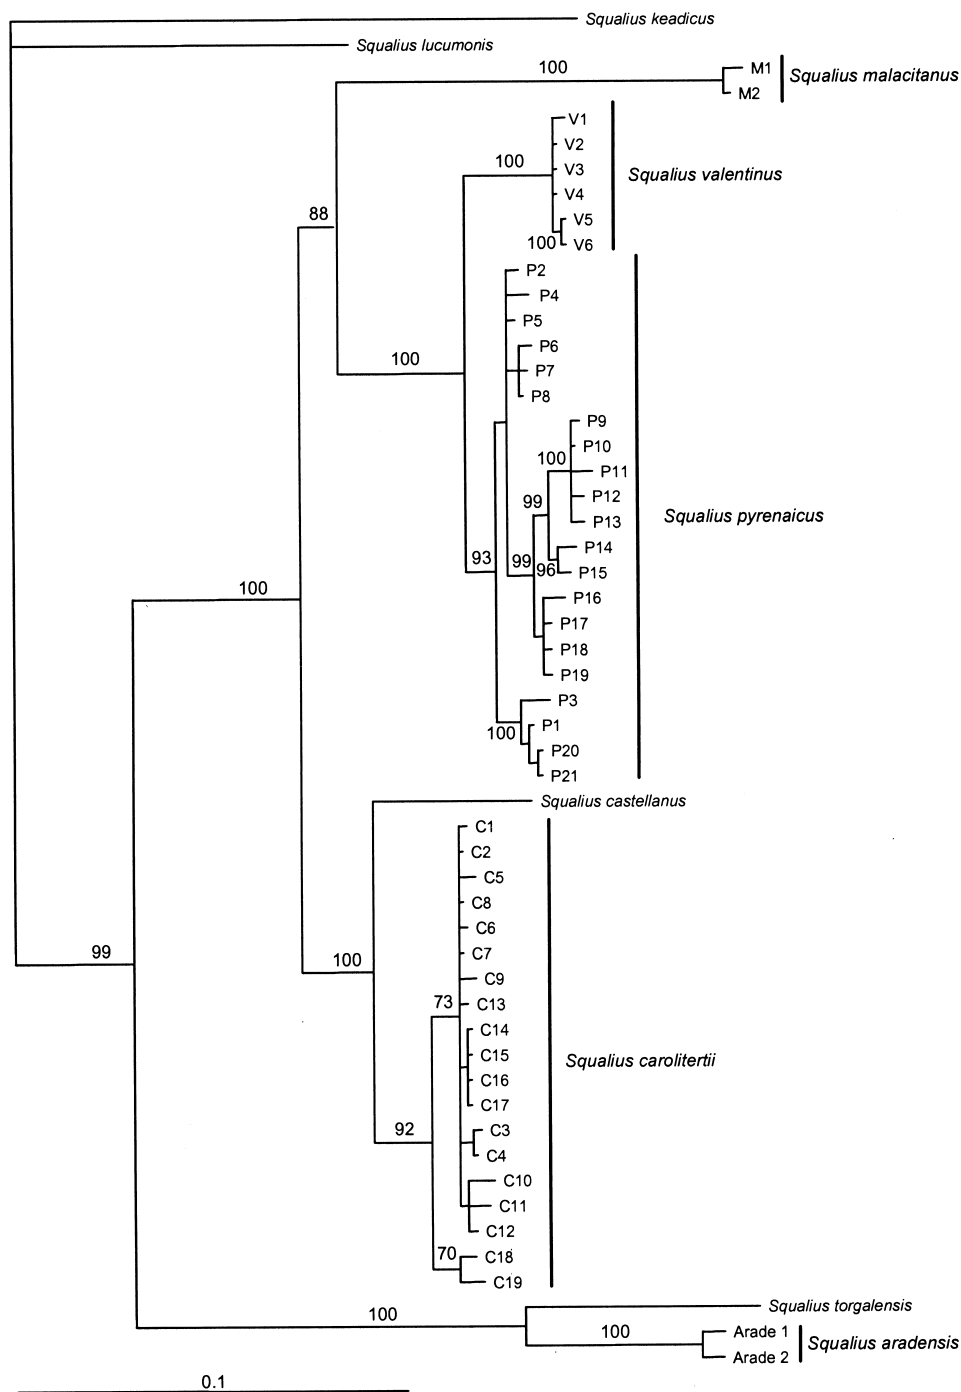 Squalius keadicus
Squalius lucumonis
100
M1
M2
Squalius malacitanus
V1
V2
100
V3
Squalius valentinus
V4
88
V5
100
V6
P2
P4
P5
P6
100
P7
P8
P9
P10
100
P11
P12
99
P13
Squalius pyrenaicus
P14
93
99
96
P15
100
P16
P17
P18
P19
P3
100
P1
P20
P21
Squalius castellanus
C1
C2
C5
C8
C6
99
100
C7
C9
73
C13
C14
C15
Squalius carolitertii
C16
C17
92
C3
C4
C10
C11
C12
70
C18
C19
100
Squalius torgalensis
100
Arade 1
Arade 2
Squalius aradensis
0.1